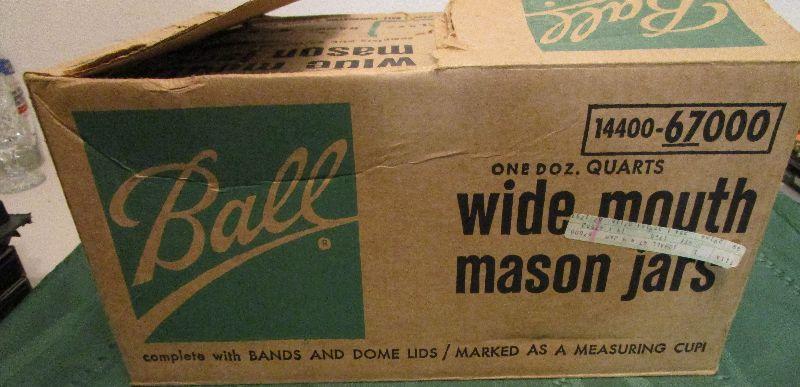 Ball
wide mouth
mason
Ball
®
14400-67000
ONE DOZ. QUARTS
wide mouth
mason jars
complete with BANDS AND DOME LIDS / MARKED AS A MEASURING CUP!